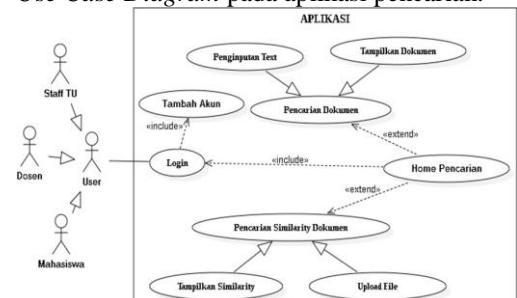 Use Case Diagram pada aplikasi pencarian.
APLIKASI
Penginputan Text
Tampilkan Dokumen
Staff TU
Tambah Akun
Pencarian Dokumen
«include»
«extend»
Dosen
User
Login
«include»
Home Pencarian
«extend»
Mahasiswa
Pencarian Similarity Dokumen
Tampilkan Similarity
Upload File